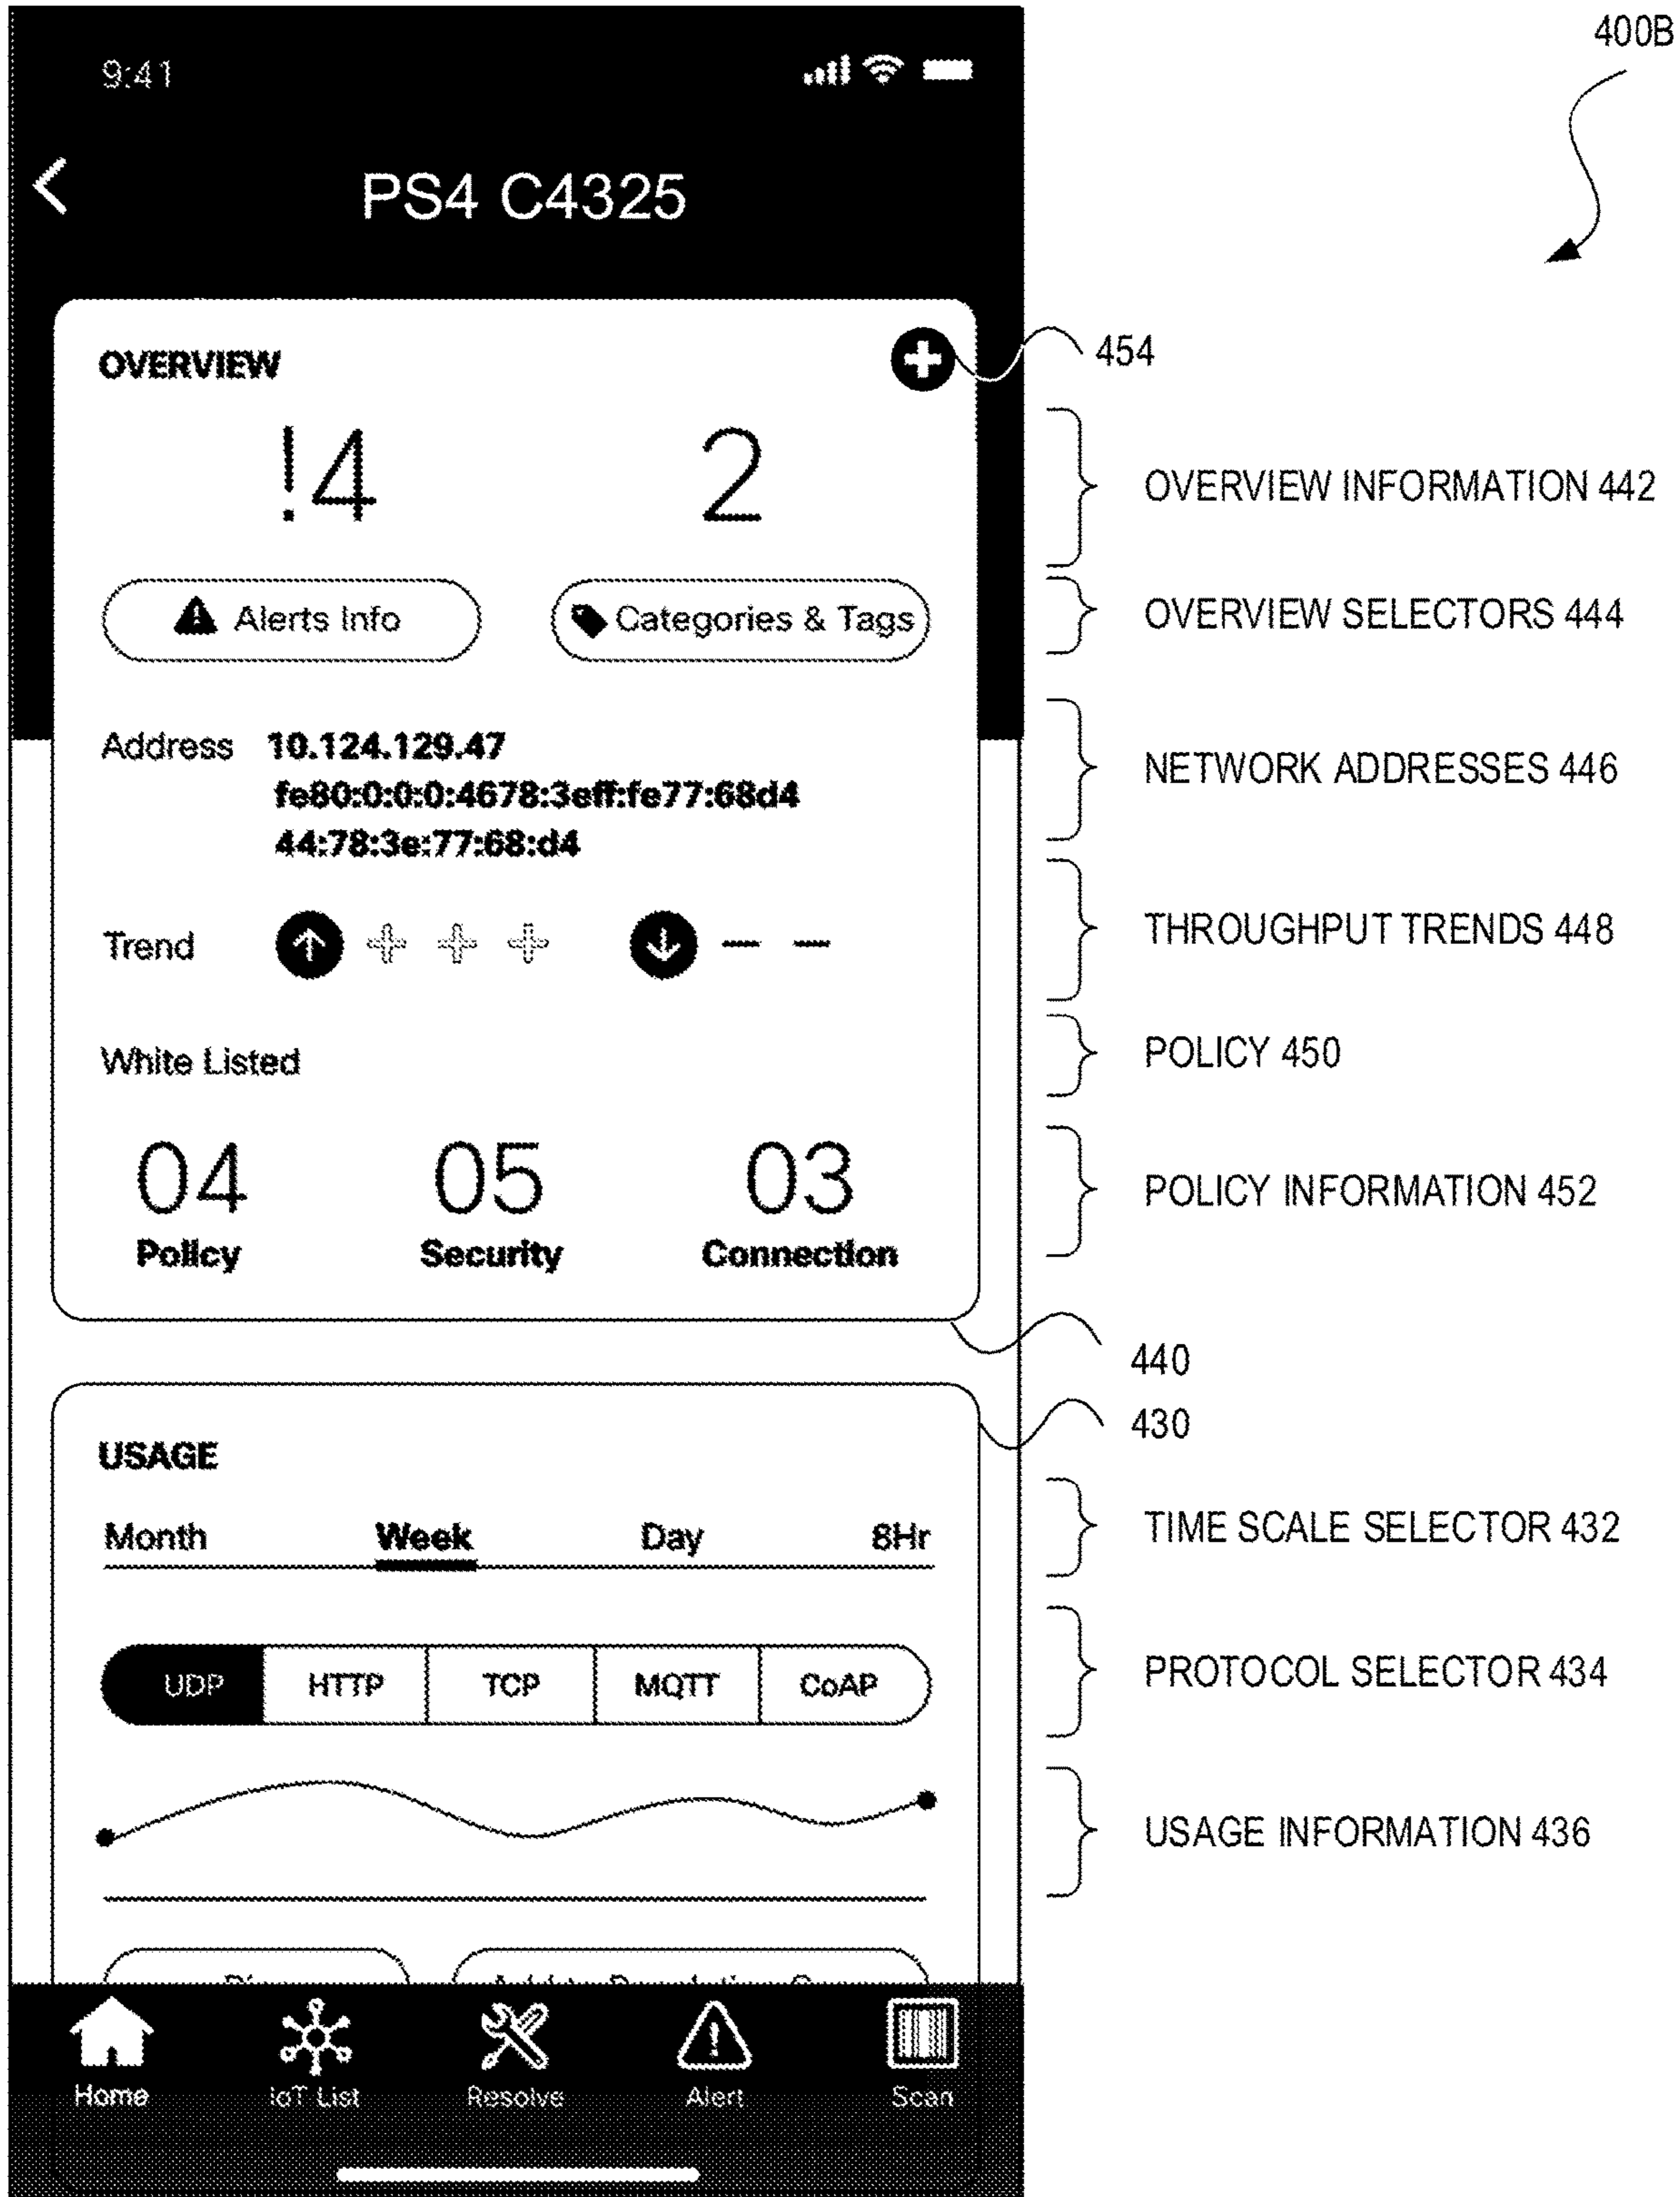 400B
9:41
PS4 C4325
OVERVIEW
454
!4 2
OVERVIEW INFORMATION 442
Alerts Info Categories & Tags
OVERVIEW SELECTORS 444
Address 10.124.129.47
fe80:0:0:0:4678:3eff:fe77:68d4
44:78:3e:77:68:d4
NETWORK ADDRESSES 446
Trend
THROUGHPUT TRENDS 448
White Listed
POLICY 450
04 05 03
Policy Security Connection
POLICY INFORMATION 452
440
430
USAGE
Month Week Day 8Hr
TIME SCALE SELECTOR 432
UDP HTTP TCP MQTT CoAP
PROTOCOL SELECTOR 434
USAGE INFORMATION 436
Home IoT List Resolve Alert Scan